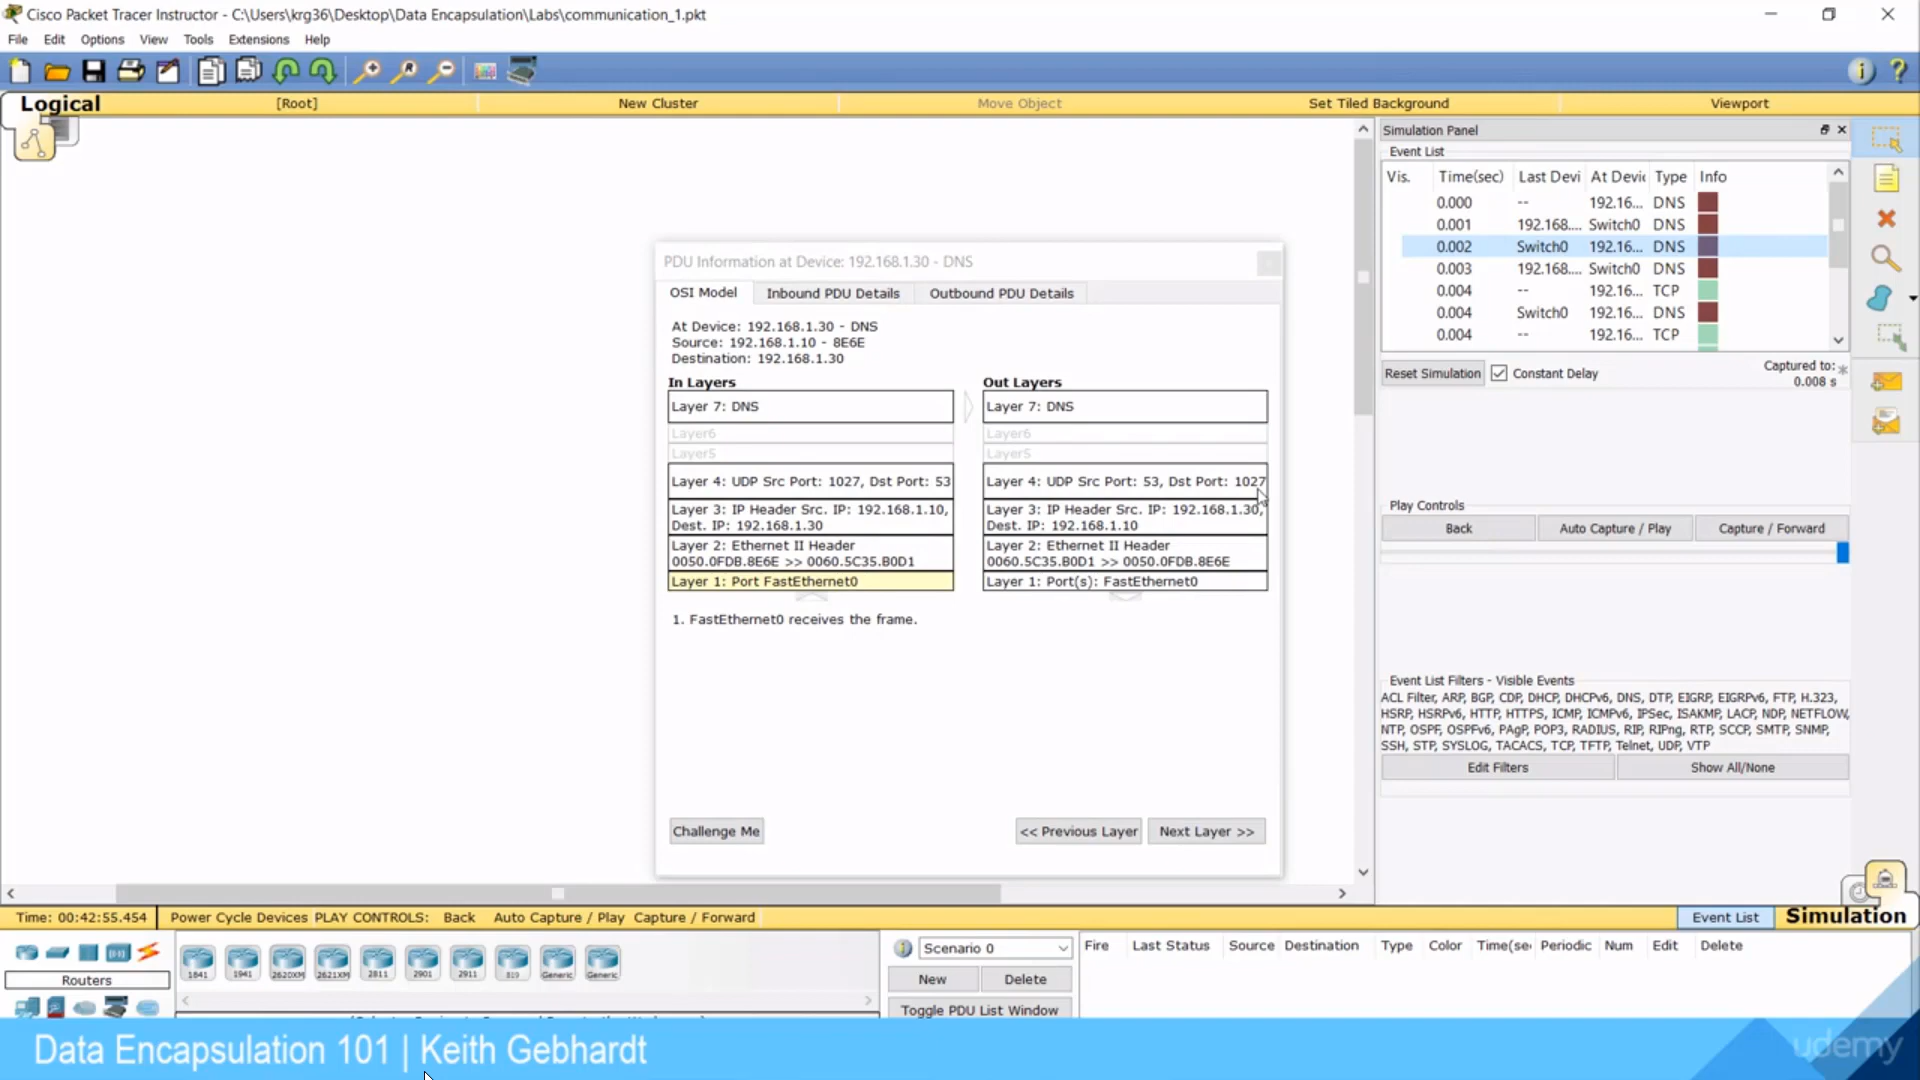 Cisco Packet Tracer Instructor - C:\Users\krg36\Desktop\Data Encapsulation\Labs\communication_1.pkt
File Edit Options View Tools Extensions Help
Logical [Root] New Cluster Move Object Set Tiled Background Viewport
Simulation Panel
Event List
Vis. Time(sec) Last Devi At Devic Type Info
0.000 -- 192.16... DNS
0.001 192.168.... Switch0 DNS
0.002 Switch0 192.16... DNS
0.003 192.168.... Switch0 DNS
0.004 -- 192.16... TCP
0.004 Switch0 192.16... DNS
0.004 -- 192.16... TCP
Reset Simulation Constant Delay Captured to: *
0.008 s
PDU Information at Device: 192.168.1.30 - DNS
OSI Model Inbound PDU Details Outbound PDU Details
At Device: 192.168.1.30 - DNS
Source: 192.168.1.10 - 8E6E
Destination: 192.168.1.30
In Layers
Layer 7: DNS
Layer6
Layer5
Layer 4: UDP Src Port: 1027, Dst Port: 53
Layer 3: IP Header Src. IP: 192.168.1.10,
Dest. IP: 192.168.1.30
Layer 2: Ethernet II Header
0050.0FDB.8E6E >> 0060.5C35.B0D1
Layer 1: Port FastEthernet0
Out Layers
Layer 7: DNS
Layer6
Layer5
Layer 4: UDP Src Port: 53, Dst Port: 1027
Layer 3: IP Header Src. IP: 192.168.1.30,
Dest. IP: 192.168.1.10
Layer 2: Ethernet II Header
0060.5C35.B0D1 >> 0050.0FDB.8E6E
Layer 1: Port(s): FastEthernet0
1. FastEthernet0 receives the frame.
Challenge Me << Previous Layer Next Layer >>
Play Controls
Back Auto Capture / Play Capture / Forward
Event List Filters - Visible Events
ACL Filter, ARP, BGP, CDP, DHCP, DHCPv6, DNS, DTP, EIGRP, EIGRPv6, FTP, H.323,
HSRP, HSRPv6, HTTP, HTTPS, ICMP, ICMPv6, IPSec, ISAKMP, LACP, NDP, NETFLOW,
NTP, OSPF, OSPFv6, PAgP, POP3, RADIUS, RIP, RIPng, RTP, SCCP, SMTP, SNMP,
SSH, STP, SYSLOG, TACACS, TCP, TFTP, Telnet, UDP, VTP
Edit Filters Show All/None
Time: 00:42:55.454 Power Cycle Devices PLAY CONTROLS: Back Auto Capture / Play Capture / Forward Event List Simulation
Routers
1841 1941 2620XM 2621XM 2811 2901 2911 819 Generic Generic
Scenario 0
New Delete
Toggle PDU List Window
Fire Last Status Source Destination Type Color Time(se Periodic Num Edit Delete
Data Encapsulation 101 | Keith Gebhardt
udemy